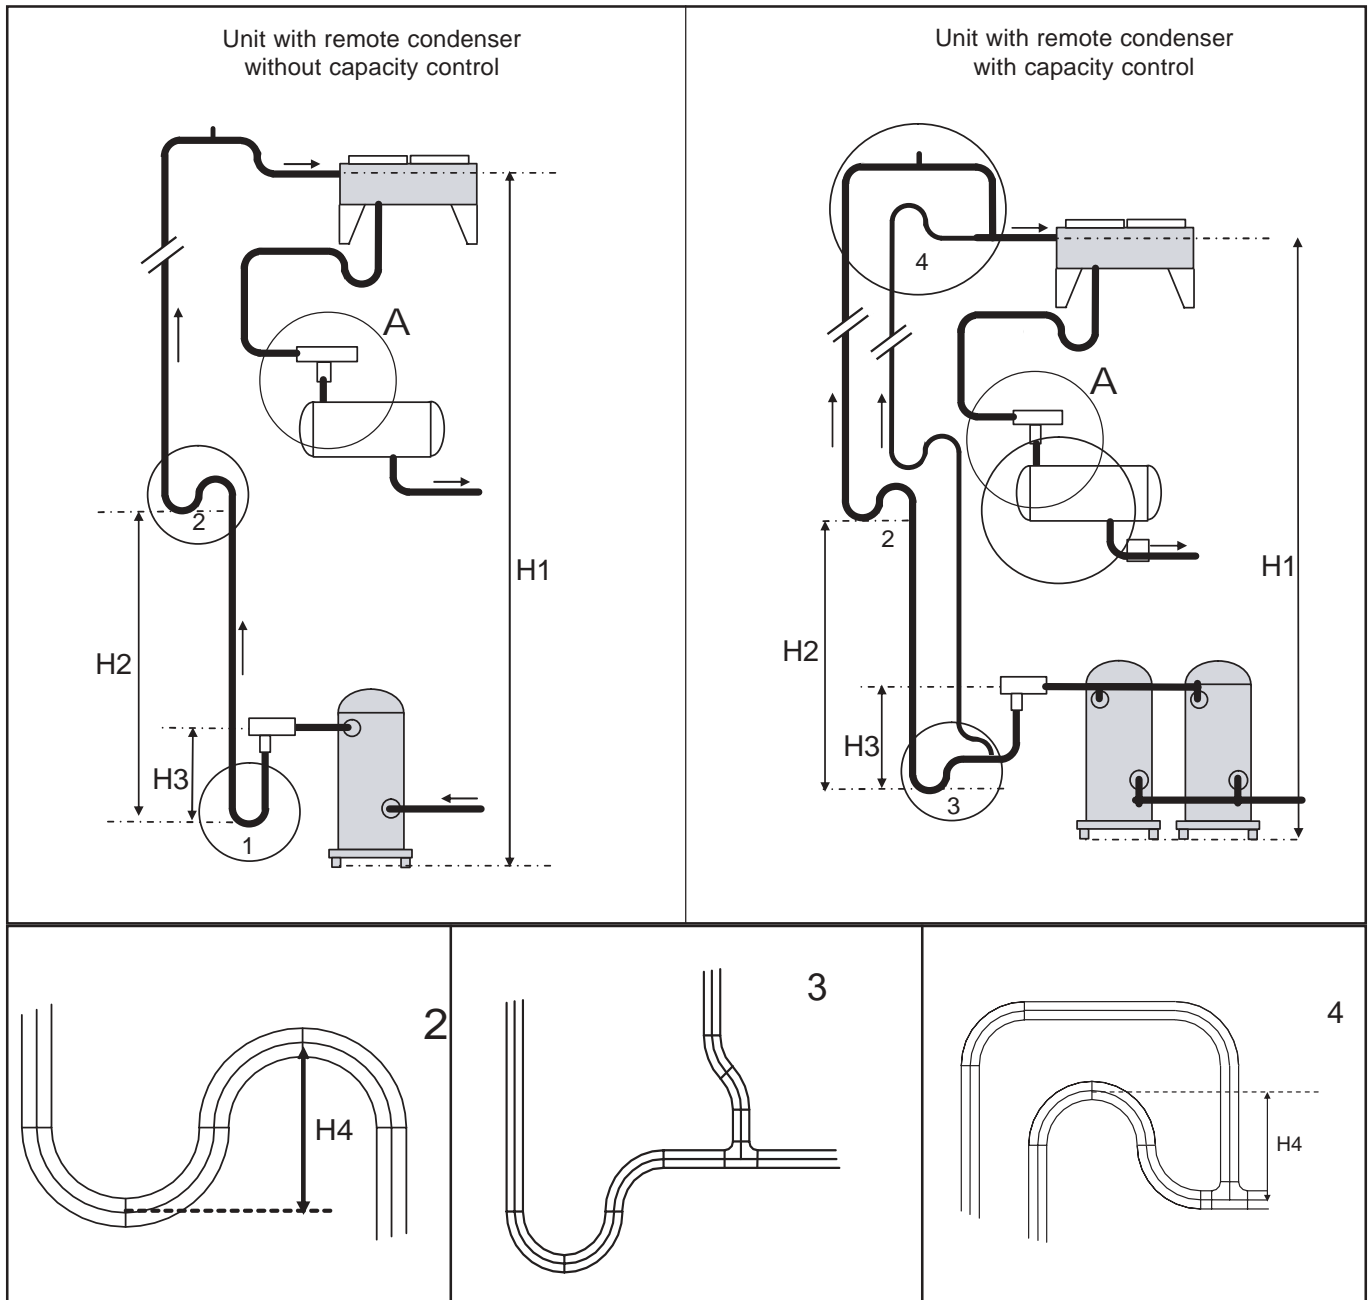 Unit with remote condenser
without capacity control
A
2
H1
H2
H3
1
Unit with remote condenser
with capacity control
4
A
2
H1
H2
H3
3
2
H4
3
4
H4